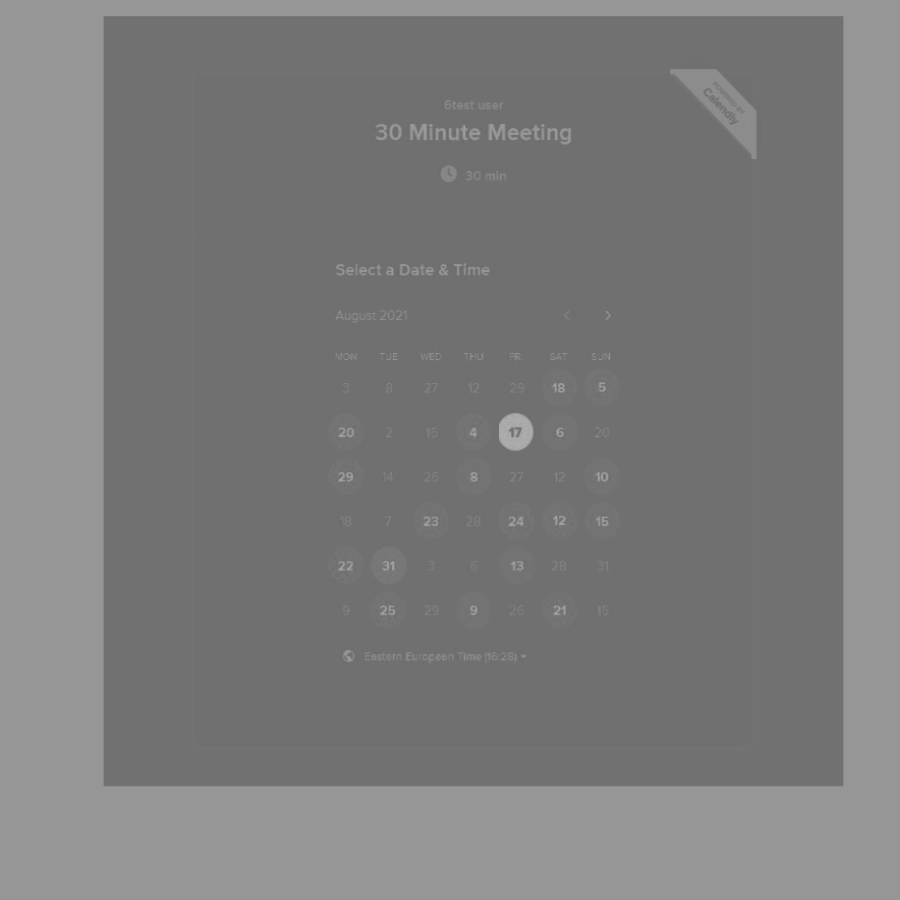 POWERED BY
Calendly
6test user
30 Minute Meeting
30 min
Select a Date & Time
August 2021
MON TUE WED THU FRI SAT SUN
3 8 27 12 29 18 5
20 2 16 4 17 6 20
29 14 26 8 27 12 10
18 7 23 28 24 12 15
22 31 3 6 13 28 31
9 25 29 9 26 21 15
Eastern European Time (16:28)